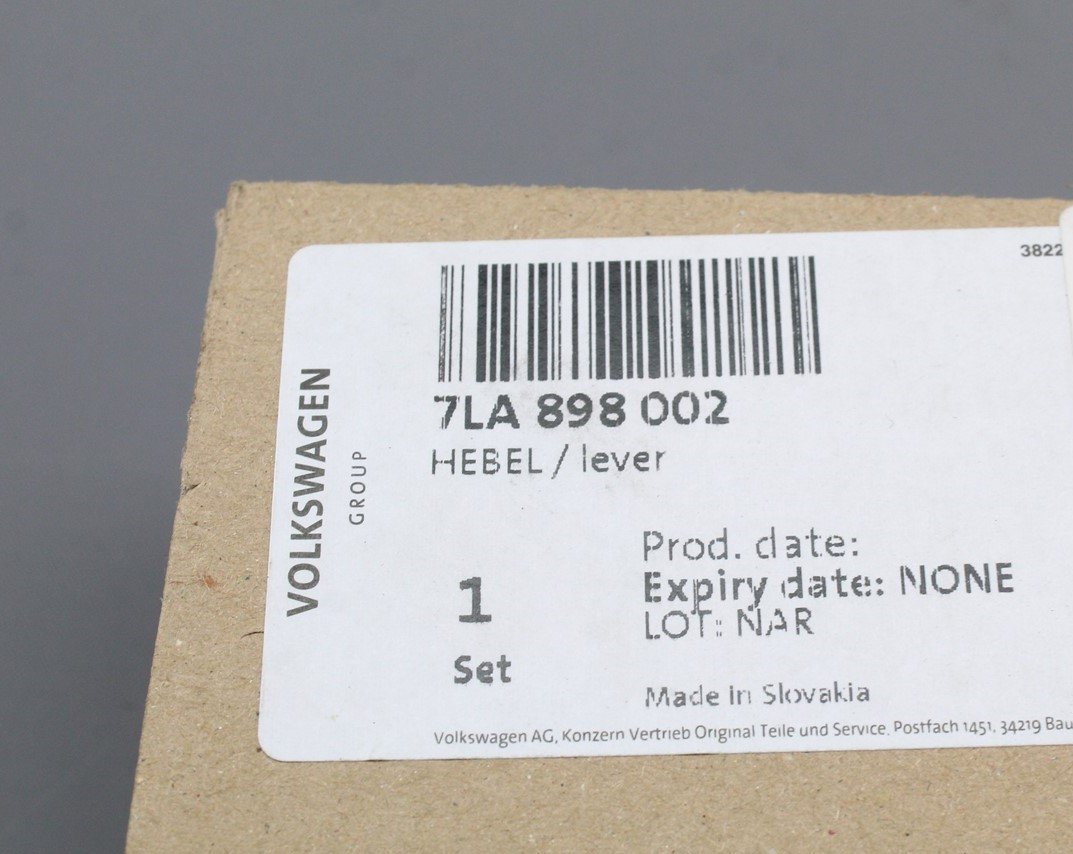 3822
7LA 898 002
HEBEL / lever
VOLKSWAGEN
GROUP
Prod. date:
Expiry date: NONE
LOT: NAR
1
Set
Made in Slovakia
Volkswagen AG, Konzern Vertrieb Original Teile und Service. Postfach 1451, 34219 Bau